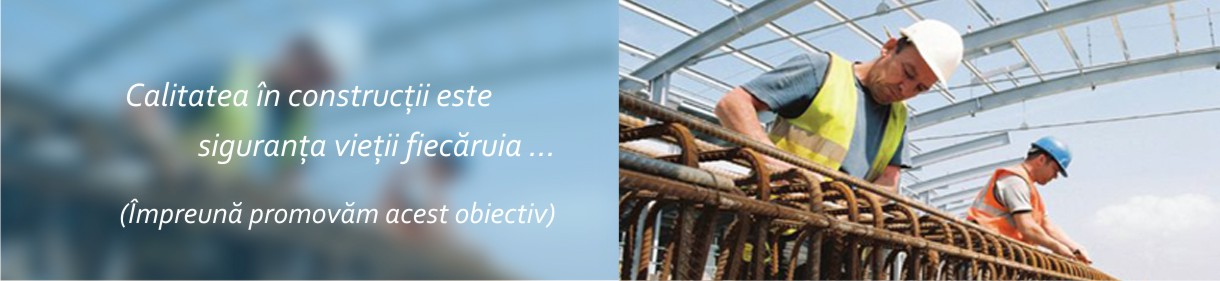 Calitatea în construcții este
siguranța vieții fiecăruia ...
(Împreună promovăm acest obiectiv)